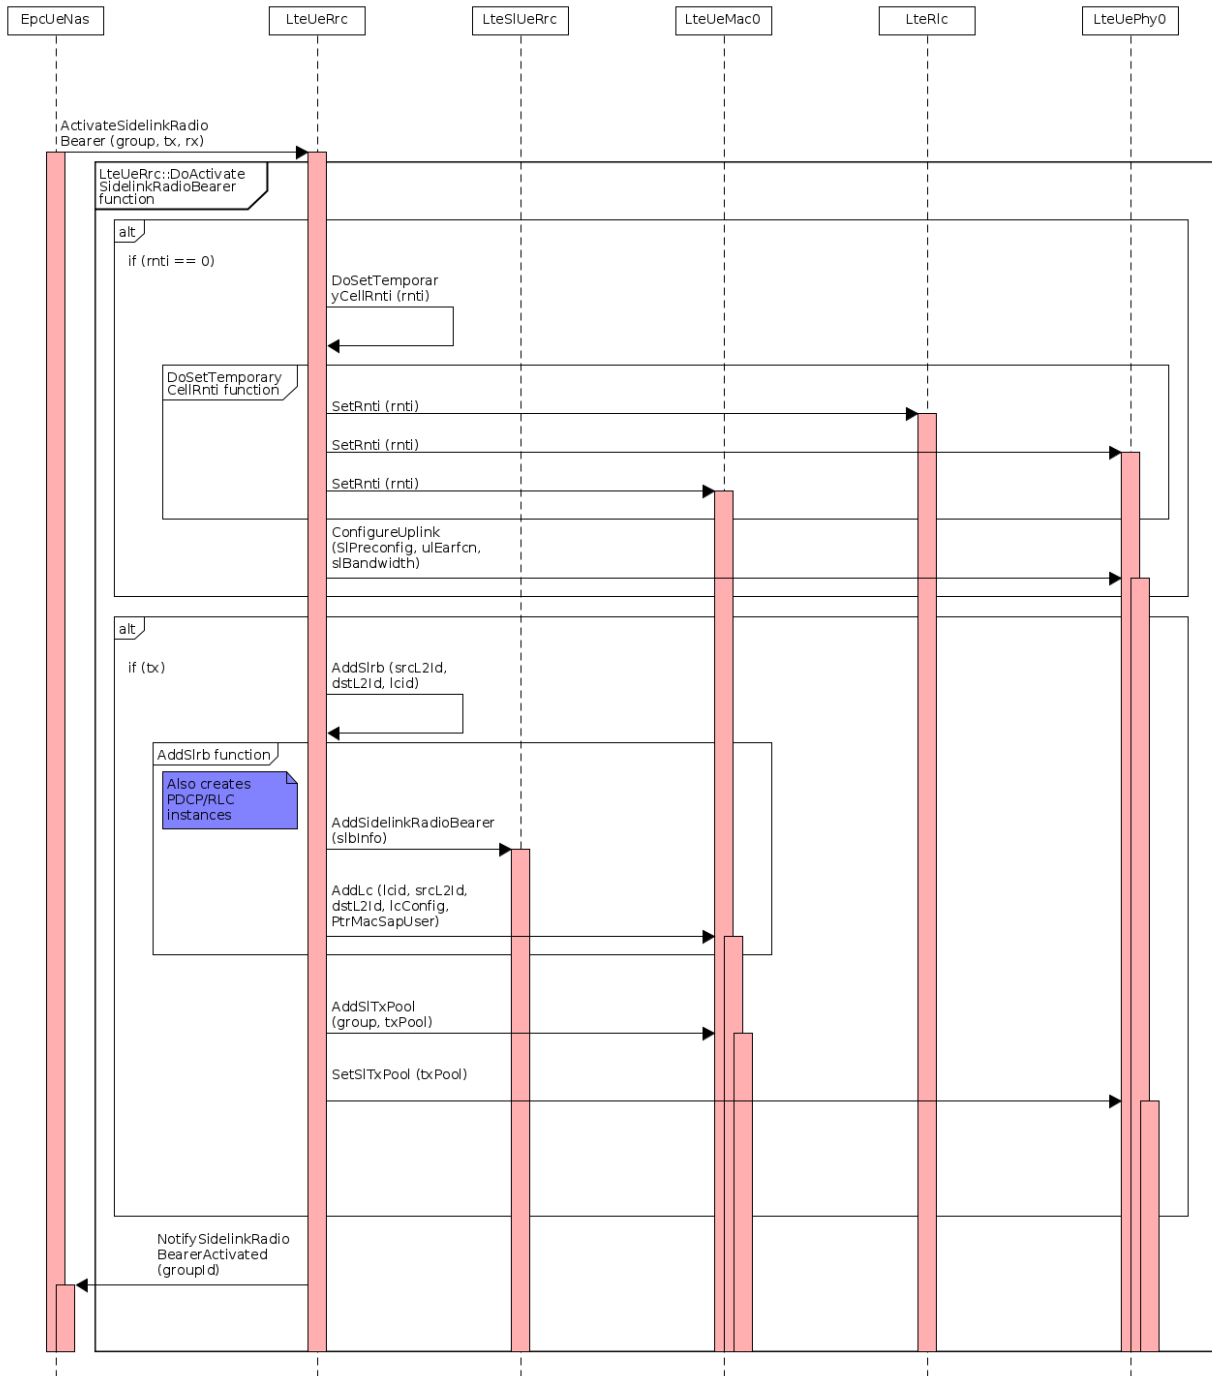 EpcUeNas
LteUeRrc
LteSlUeRrc
LteUeMac0
LteRlc
LteUePhy0
ActivateSidelinkRadio
Bearer (group, tx, rx)
LteUeRrc::DoActivate
SidelinkRadioBearer
function
alt
if (rnti == 0)
DoSetTemporar
yCellRnti (rnti)
DoSetTemporary
CellRnti function
SetRnti (rnti)
SetRnti (rnti)
SetRnti (rnti)
ConfigureUplink
(SlPreconfig, ulEarfcn,
slBandwidth)
alt
if (tx)
AddSlrb (srcL2Id,
dstL2Id, lcid)
AddSlrb function
Also creates
PDCP/RLC
instances
AddSidelinkRadioBearer
(slbInfo)
AddLc (lcid, srcL2Id,
dstL2Id, lcConfig,
PtrMacSapUser)
AddSlTxPool
(group, txPool)
SetSlTxPool (txPool)
NotifySidelinkRadio
BearerActivated
(groupId)